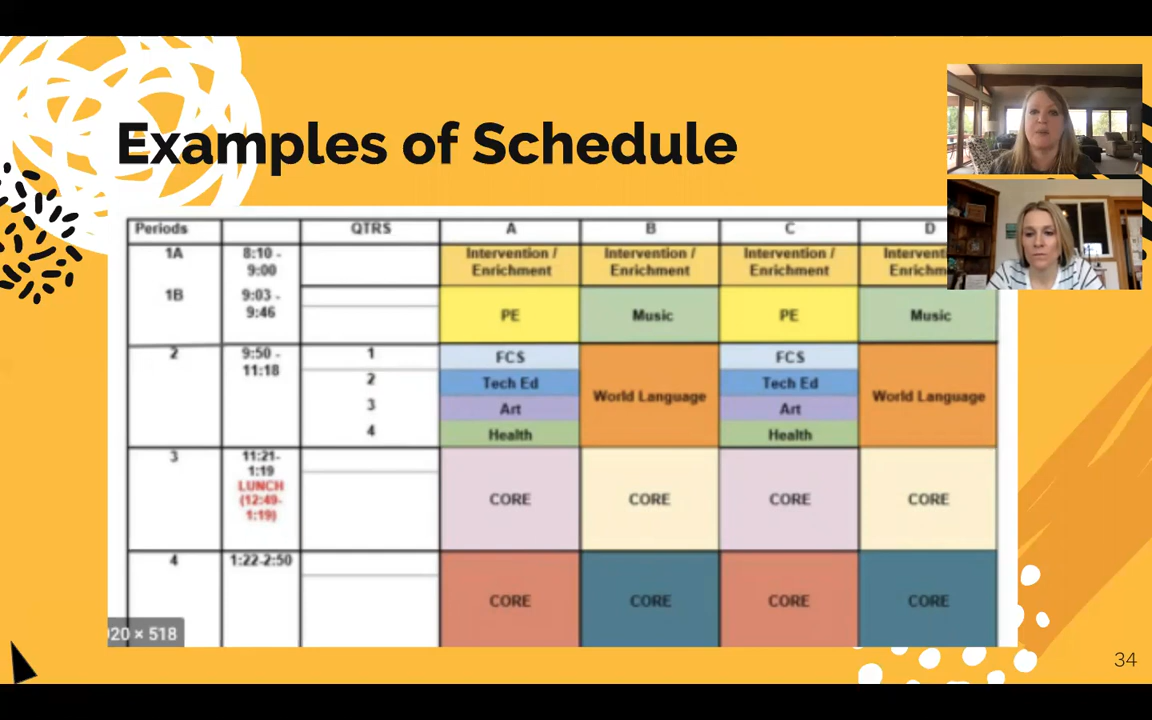 Examples of Schedule
Periods QTRS A B C D
1A 8:10 - 9:00 Intervention / Enrichment Intervention / Enrichment Intervention / Enrichment
1B 9:03 - 9:46 PE Music PE Music
2 9:50 - 11:18 1 FCS World Language FCS World Language
2 Tech Ed Tech Ed
3 Art Art
4 Health Health
3 11:21- 1:19 LUNCH (12:49- 1:19) CORE CORE CORE CORE
4 1:22-2:50 CORE CORE CORE CORE
20 × 518
34